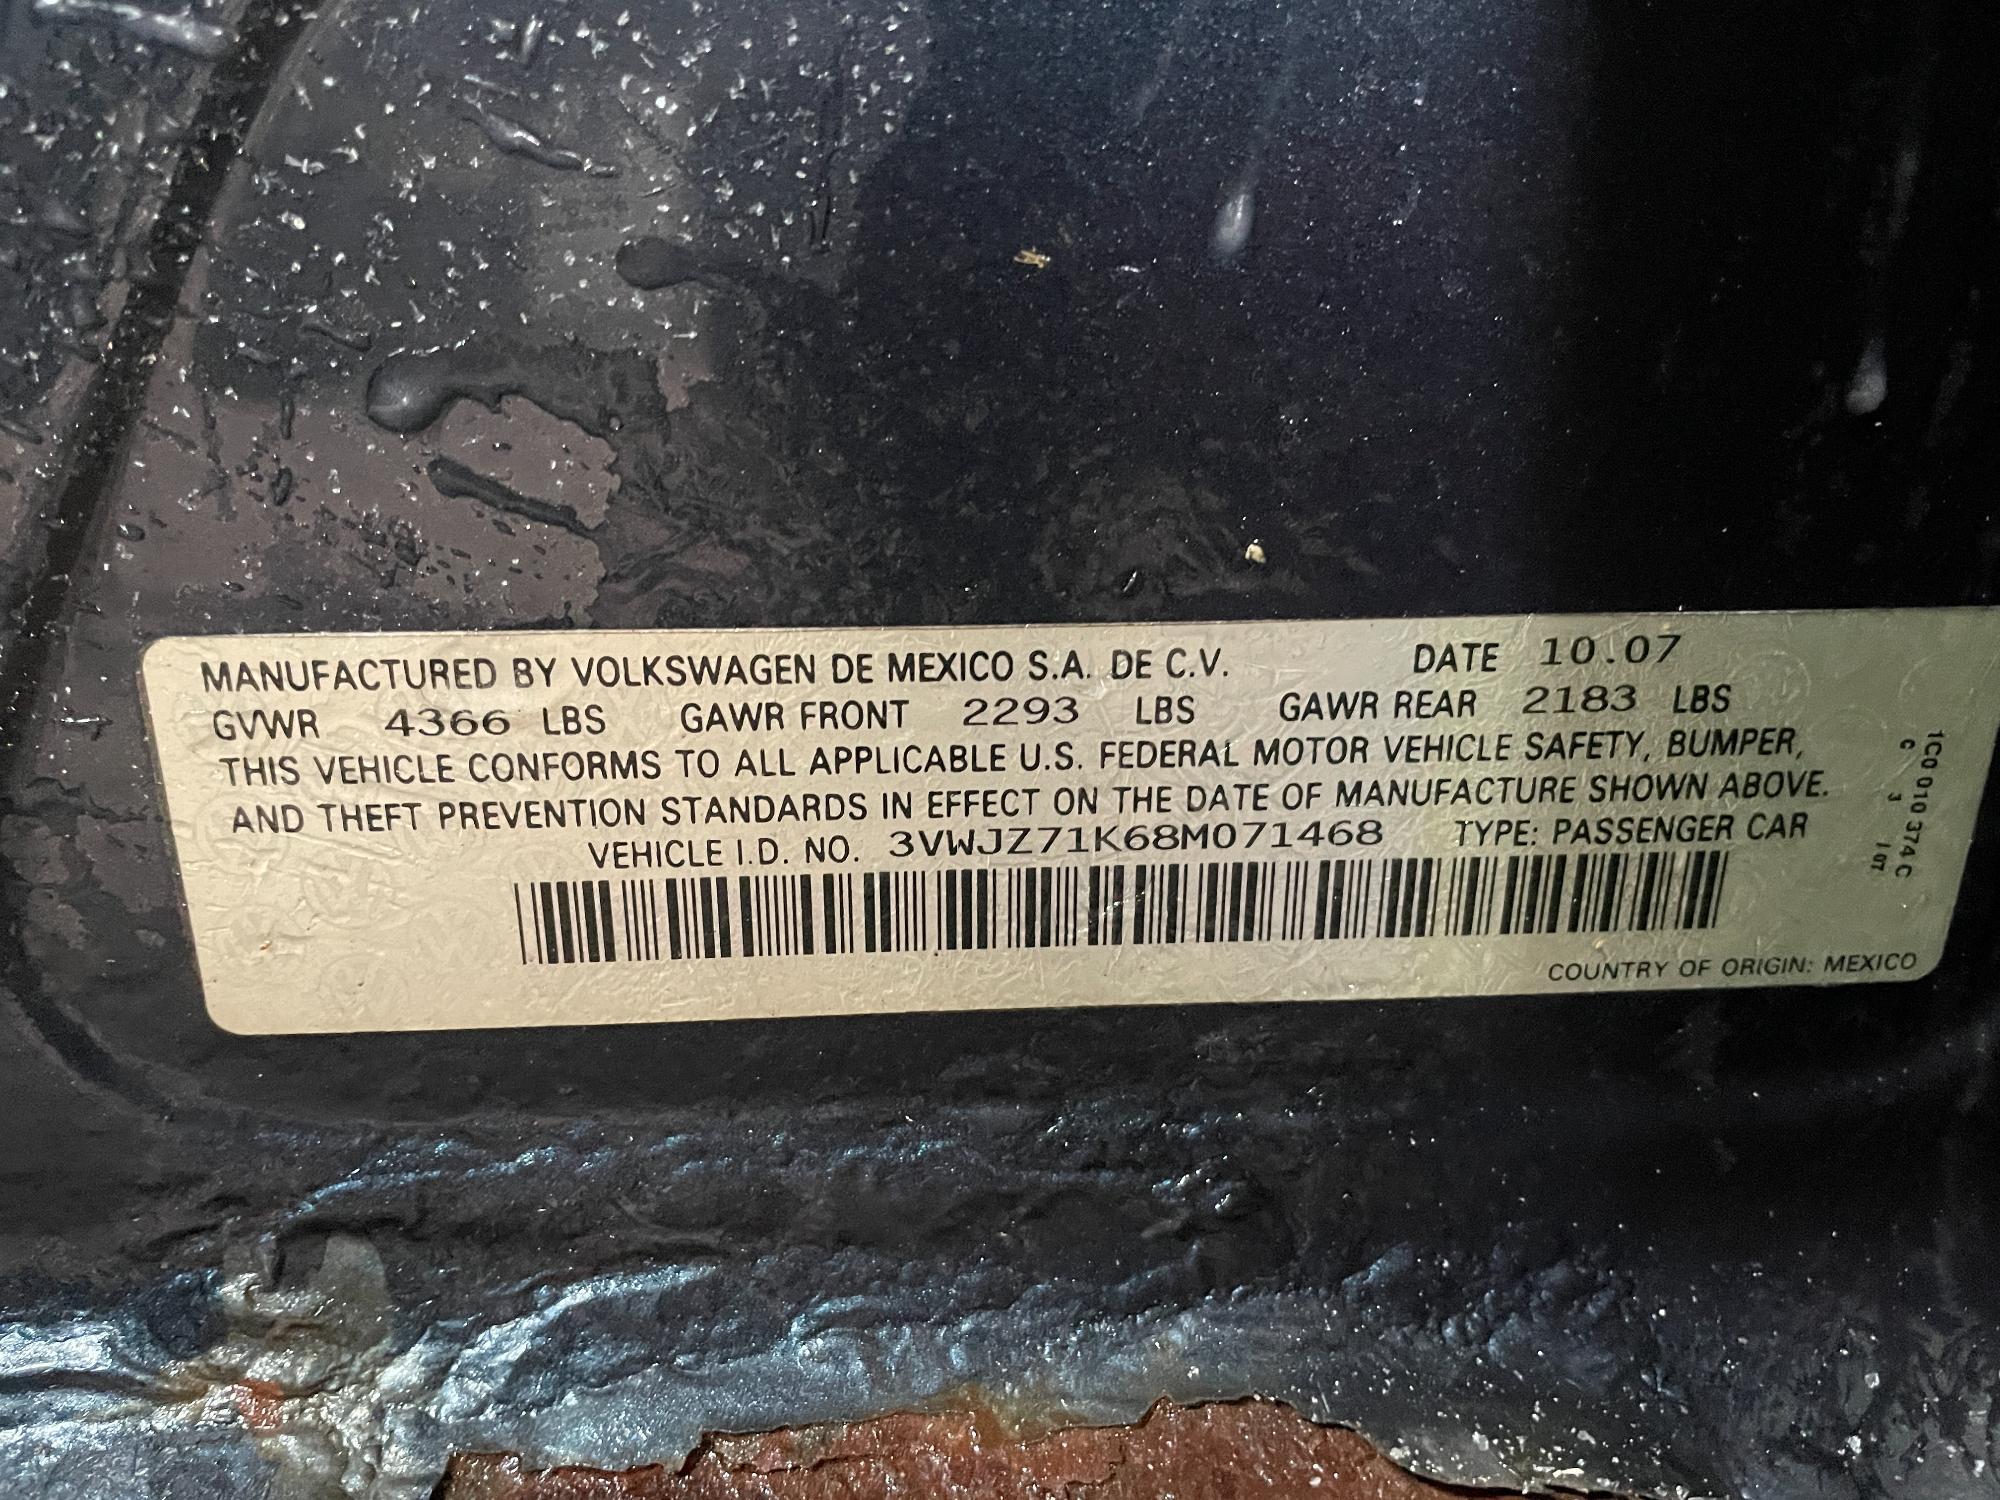 MANUFACTURED BY VOLKSWAGEN DE MEXICO S.A. DE C.V. DATE 10.07
GVWR 4366 LBS GAWR FRONT 2293 LBS GAWR REAR 2183 LBS
THIS VEHICLE CONFORMS TO ALL APPLICABLE U.S. FEDERAL MOTOR VEHICLE SAFETY, BUMPER,
AND THEFT PREVENTION STANDARDS IN EFFECT ON THE DATE OF MANUFACTURE SHOWN ABOVE.
VEHICLE I.D. NO. 3VWJZ71K68M071468 TYPE: PASSENGER CAR
COUNTRY OF ORIGIN: MEXICO
1C0 010 374 C
C 3 1 07